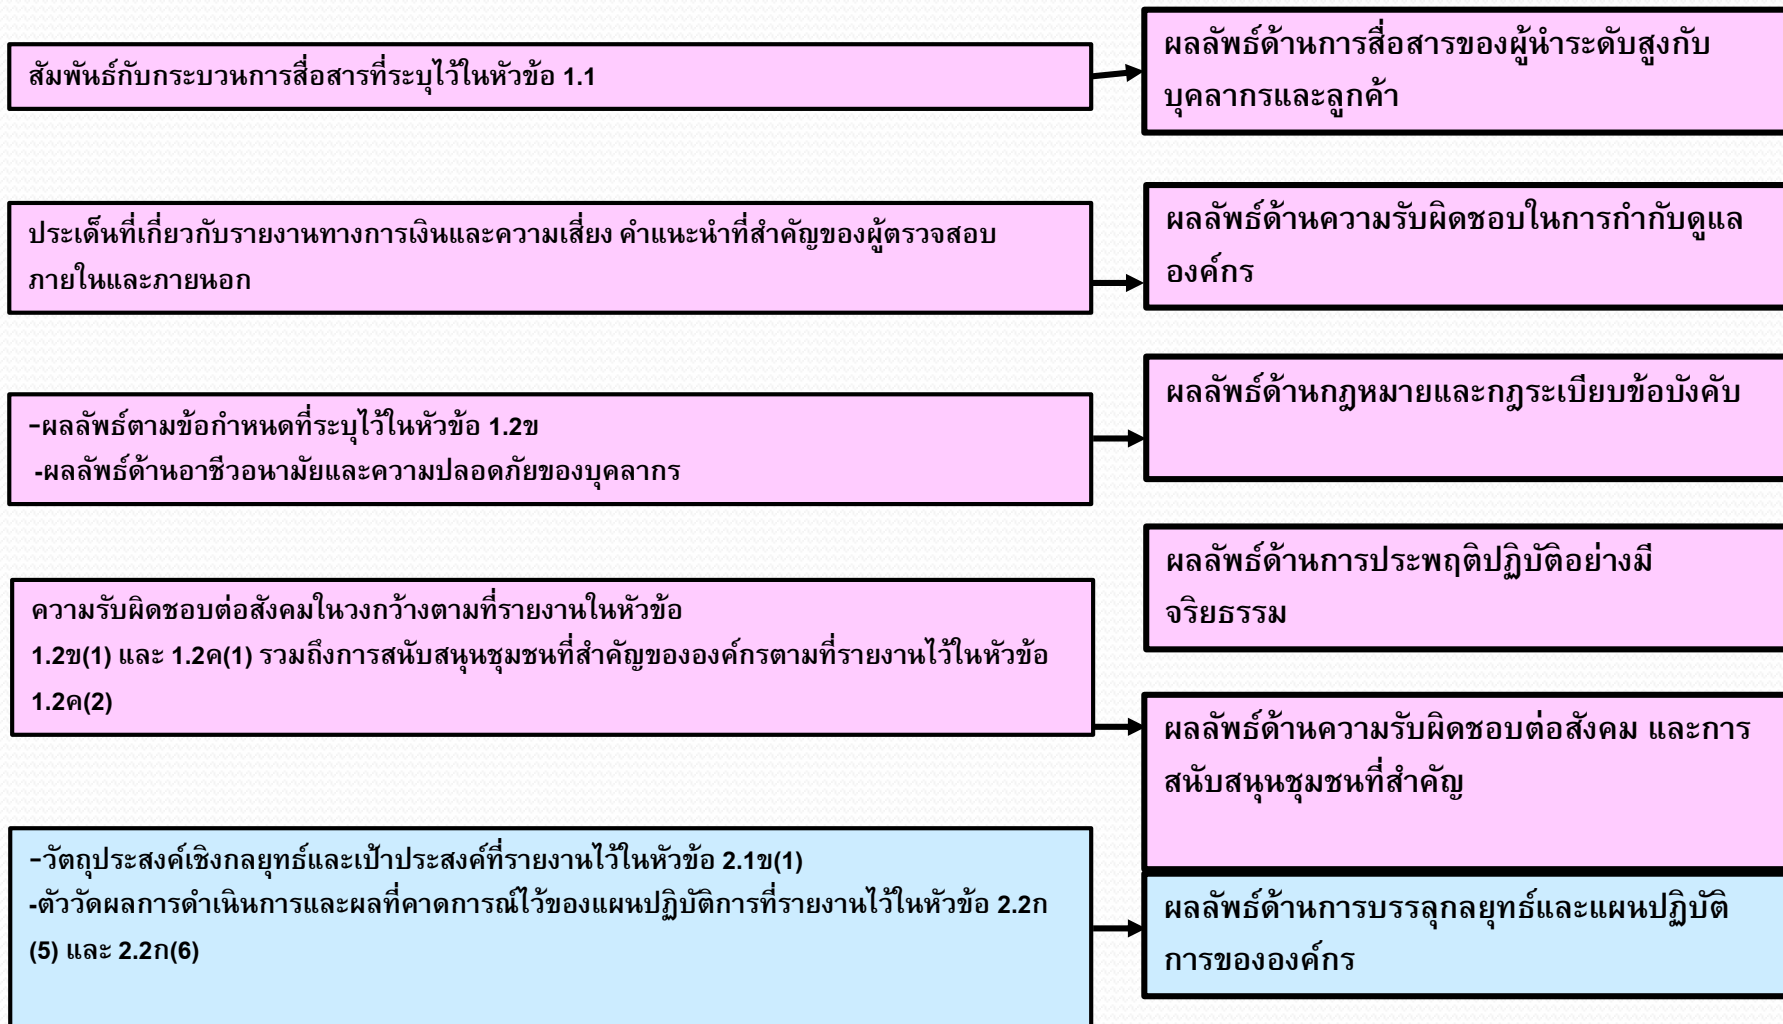 สัมพันธ์กับกระบวนการสื่อสารที่ระบุไว้ในหัวข้อ 1.1
ผลลัพธ์ด้านการสื่อสารของผู้นำระดับสูงกับ
บุคลากรและลูกค้า
ประเด็นที่เกี่ยวกับรายงานทางการเงินและความเสี่ยง คำแนะนำที่สำคัญของผู้ตรวจสอบ
ภายในและภายนอก
ผลลัพธ์ด้านความรับผิดชอบในการกำกับดูแล
องค์กร
-ผลลัพธ์ตามข้อกำหนดที่ระบุไว้ในหัวข้อ 1.2ข
-ผลลัพธ์ด้านอาชีวอนามัยและความปลอดภัยของบุคลากร
ผลลัพธ์ด้านกฎหมายและกฎระเบียบข้อบังคับ
ผลลัพธ์ด้านการประพฤติปฏิบัติอย่างมี
จริยธรรม
ความรับผิดชอบต่อสังคมในวงกว้างตามที่รายงานในหัวข้อ
1.2ข(1) และ 1.2ค(1) รวมถึงการสนับสนุนชุมชนที่สำคัญขององค์กรตามที่รายงานไว้ในหัวข้อ
1.2ค(2)
ผลลัพธ์ด้านความรับผิดชอบต่อสังคม และการ
สนับสนุนชุมชนที่สำคัญ
-วัตถุประสงค์เชิงกลยุทธ์และเป้าประสงค์ที่รายงานไว้ในหัวข้อ 2.1ข(1)
-ตัววัดผลการดำเนินการและผลที่คาดการณ์ไว้ของแผนปฏิบัติการที่รายงานไว้ในหัวข้อ 2.2ก
(5) และ 2.2ก(6)
ผลลัพธ์ด้านการบรรลุกลยุทธ์และแผนปฏิบัติ
การขององค์กร